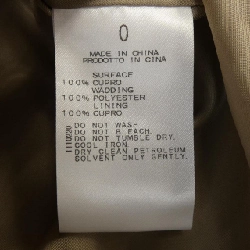 0
MADE IN CHINA
PRODOTTO IN CINA
SURFACE
100% CUPRO
WADDING
100% POLYESTER
LINING
100% CUPRO
DO NOT WASH.
DO NOT B EACH.
DO NOT TUMBLE DRY.
COOL IRON.
DRY CLEAN PETROLEUM
SOLVENT ONLY GENTLY.